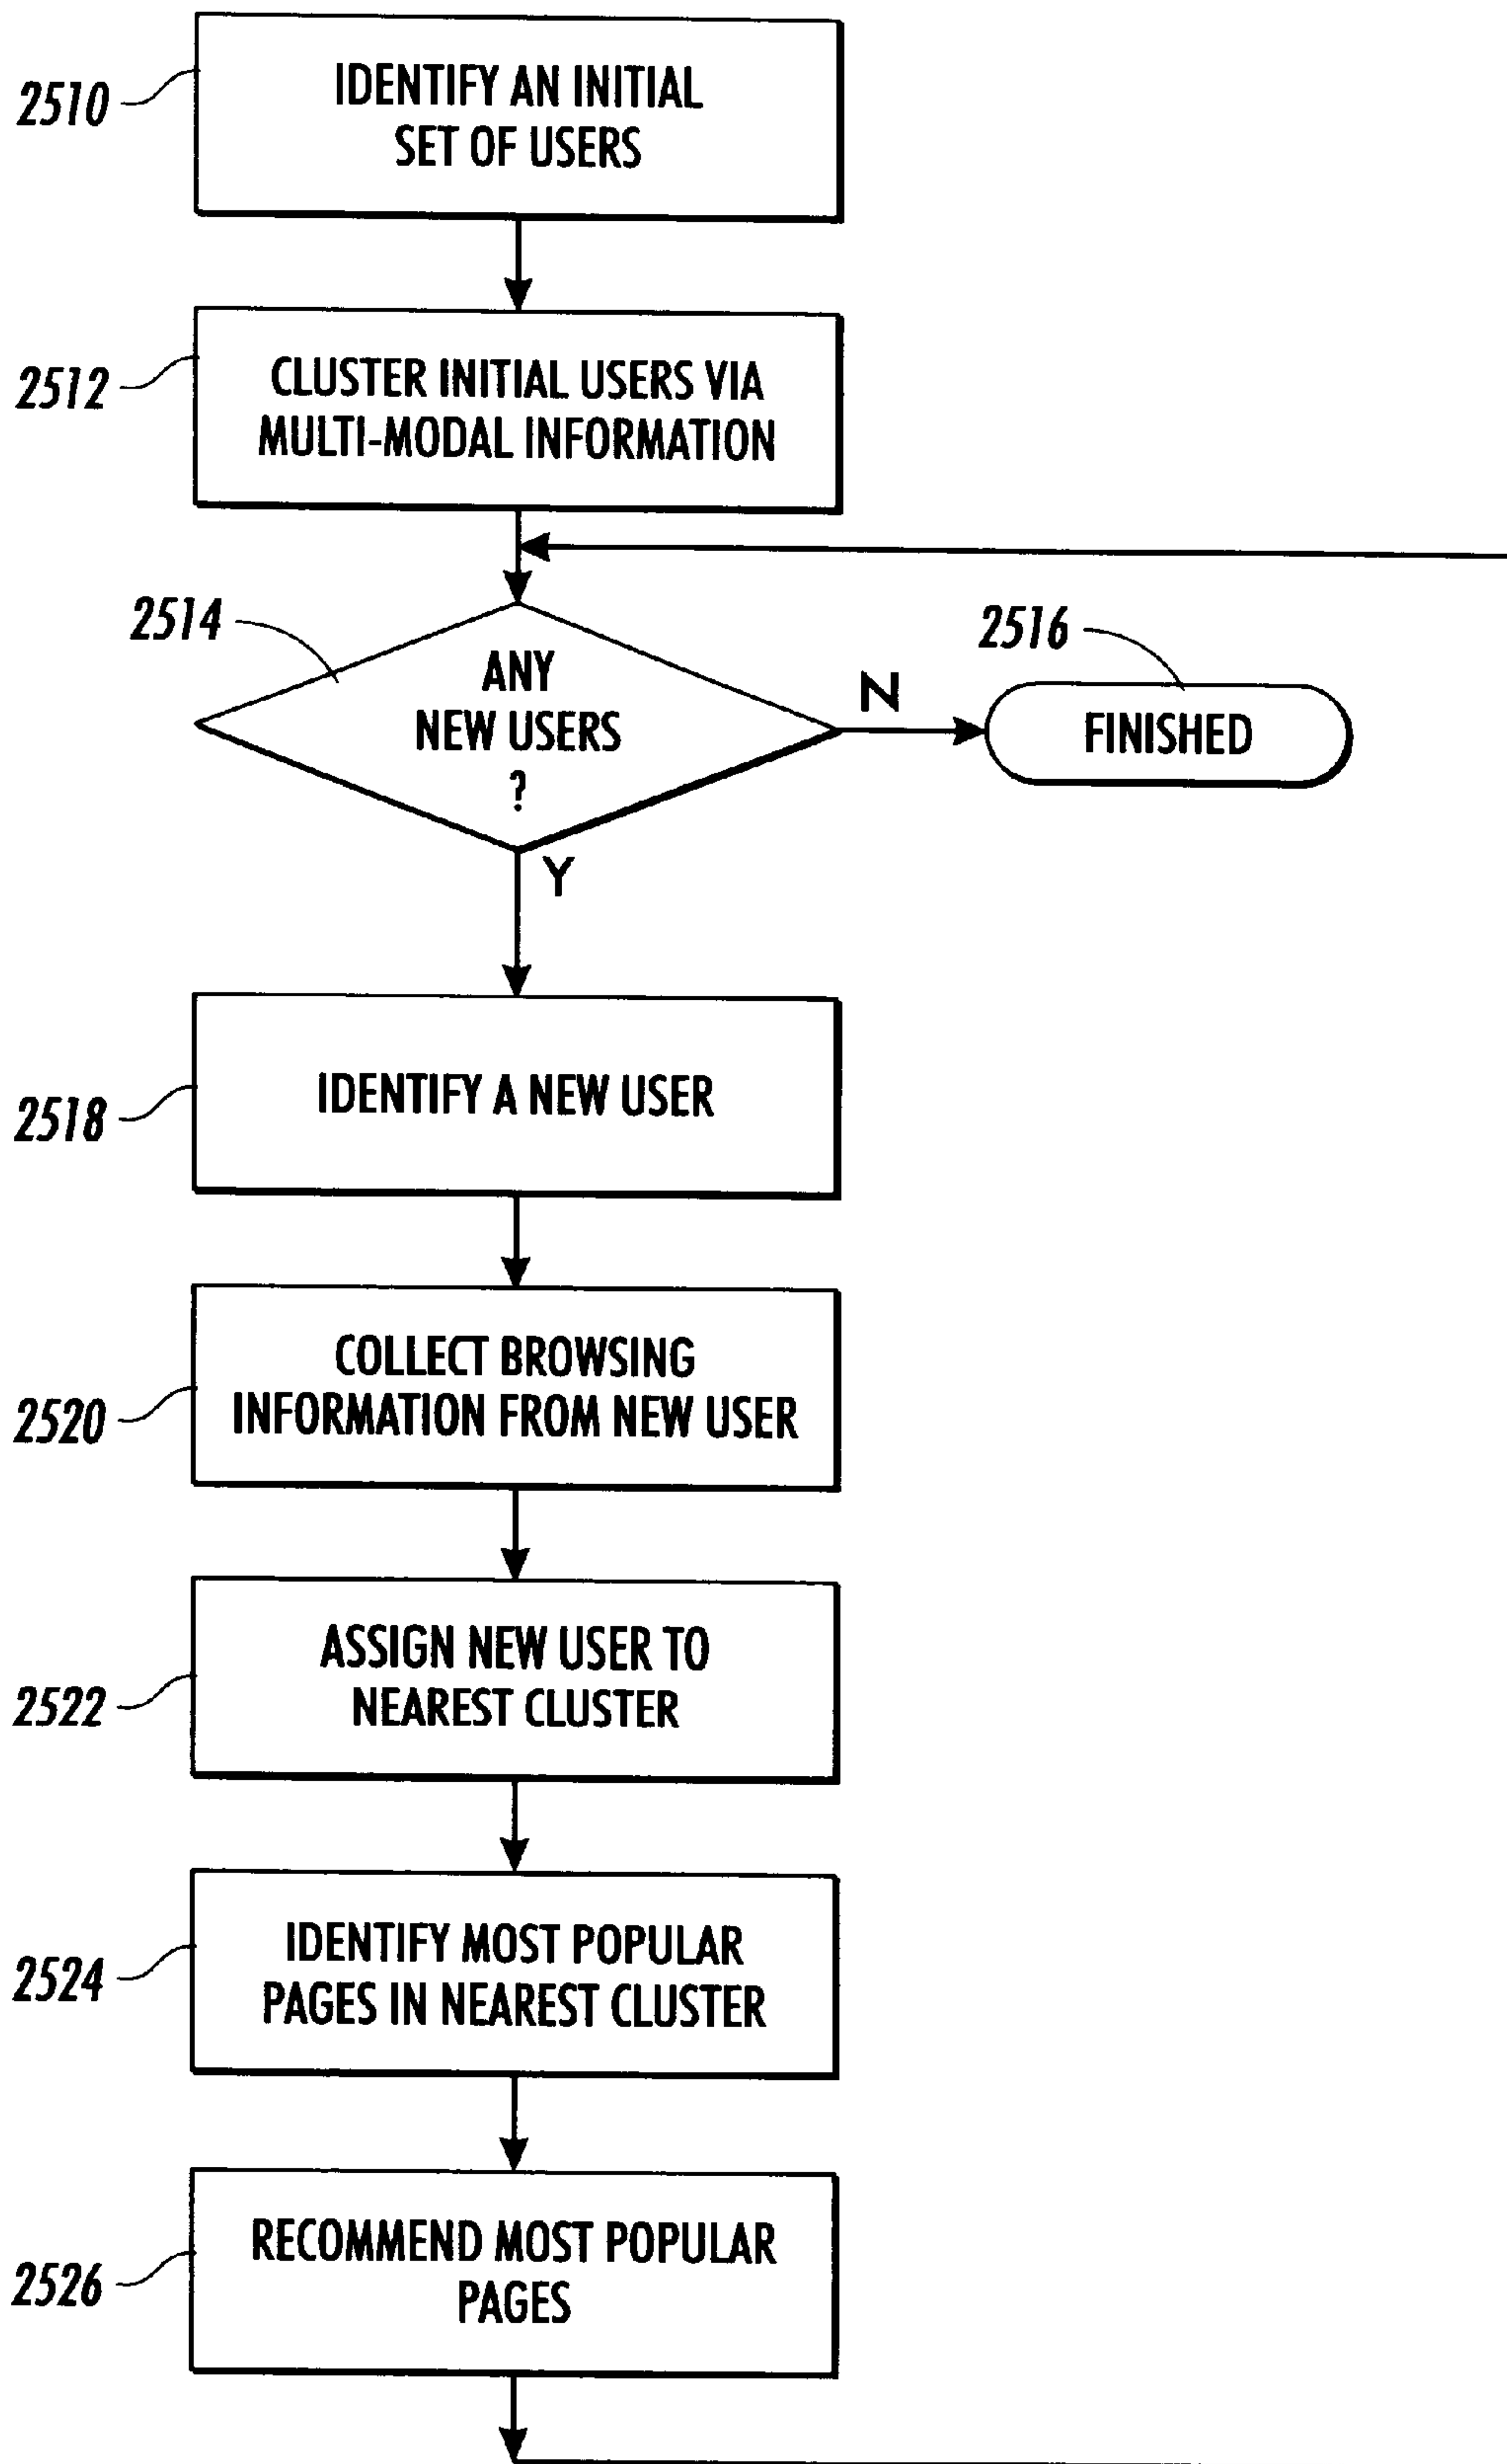 2510
IDENTIFY AN INITIAL
SET OF USERS
2512
CLUSTER INITIAL USERS VIA
MULTI-MODAL INFORMATION
2514
ANY
NEW USERS
?
N
2516
FINISHED
Y
2518
IDENTIFY A NEW USER
2520
COLLECT BROWSING
INFORMATION FROM NEW USER
2522
ASSIGN NEW USER TO
NEAREST CLUSTER
2524
IDENTIFY MOST POPULAR
PAGES IN NEAREST CLUSTER
2526
RECOMMEND MOST POPULAR
PAGES